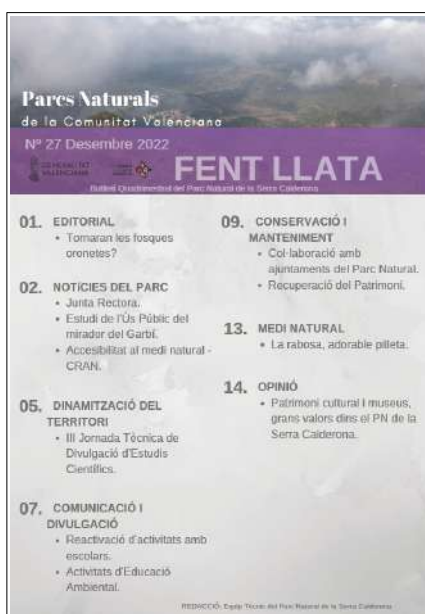 Parcs Naturals
de la Comunitat Valenciana
Nº 27 Desembre 2022
GENERALITAT
VALENCIANA
FENT LLATA
Butlletí Quadrimestral del Parc Natural de la Serra Calderona
01. EDITORIAL
• Tornaran les fosques
orenetes?
02. NOTÍCIES DEL PARC
• Junta Rectora.
• Estudi de l'Ús Públic del
mirador del Garbí.
• Accesibilitat al medi natural -
CRAN.
05. DINAMITZACIÓ DEL
TERRITORI
• III Jornada Tècnica de
Divulgació d'Estudis
Científics.
07. COMUNICACIÓ I
DIVULGACIÓ
• Reactivació d'activitats amb
escolars.
• Activitats d'Educació
Ambiental.
09. CONSERVACIÓ I
MANTENIMENT
• Col·laboració amb
ajuntaments del Parc Natural.
• Recuperació del Patrimoni.
13. MEDI NATURAL
• La rabosa, adorable pilleta.
14. OPINIÓ
• Patrimoni cultural i museus,
grans valors dins el PN de la
Serra Calderona.
REDACCIÓ: Equip Tècnic del Parc Natural de la Serra Calderona